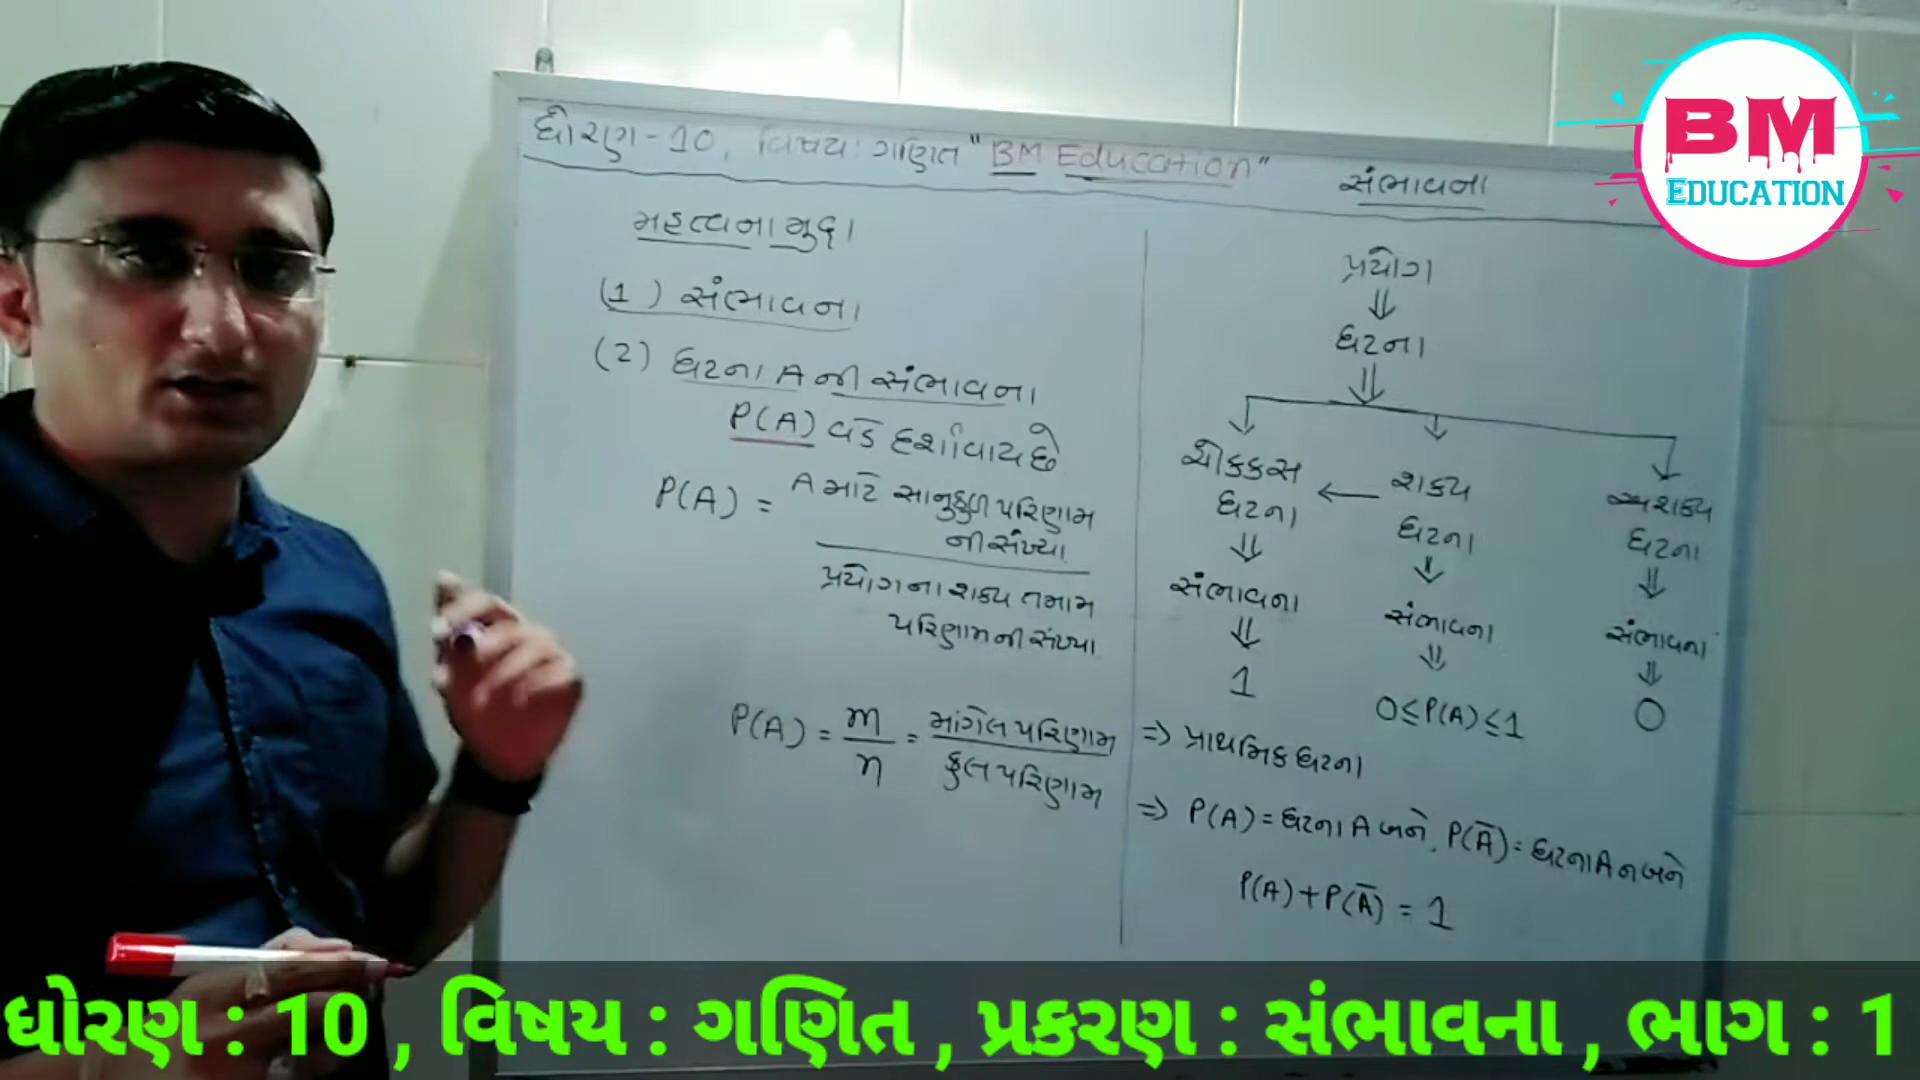 ધોરણ-10, વિષય: ગણિત "BM Education"
સંભાવના
BM
EDUCATION
મહત્વના મુદ્દા
(1) સંભાવના
(2) ઘટના A ની સંભાવના
P(A) વડે દર્શાવાય છે
P(A) = A માટે સાનુકુળ પરિણામ
ની સંખ્યા
પ્રયોગના શક્ય તમામ
પરિણામની સંખ્યા
P(A) = m/n = માંગેલ પરિણામ/કુલ પરિણામ
પ્રયોગ
⇓
ઘટના
⇓
ચોક્કસ ← શક્ય અશક્ય
ઘટના ઘટના ઘટના
⇓ ⇓ ⇓
સંભાવના સંભાવના સંભાવના
⇓ ⇓ ⇓
1 0≤P(A)≤1 0
⇒ પ્રાથમિક ઘટના
⇒ P(A) = ઘટના A બને, P(Ā) = ઘટના A ન બને
P(A)+P(Ā) = 1
ધોરણ : 10 , વિષય : ગણિત , પ્રકરણ : સંભાવના , ભાગ : 1